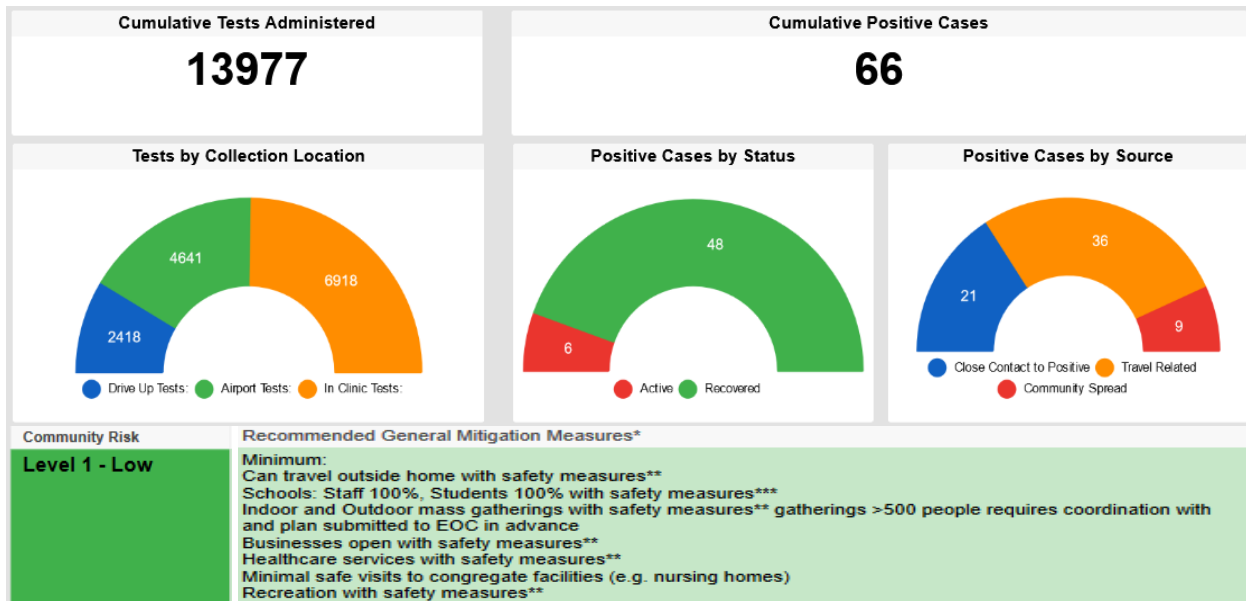 Cumulative Tests Administered
13977
Cumulative Positive Cases
66
Tests by Collection Location
4641
6918
2418
Drive Up Tests: Airport Tests: In Clinic Tests:
Positive Cases by Status
48
6
Active Recovered
Positive Cases by Source
36
21
9
Close Contact to Positive Travel Related
Community Spread
Community Risk
Level 1 - Low
Recommended General Mitigation Measures*
Minimum:
Can travel outside home with safety measures**
Schools: Staff 100%, Students 100% with safety measures***
Indoor and Outdoor mass gatherings with safety measures** gatherings >500 people requires coordination with
and plan submitted to EOC in advance
Businesses open with safety measures**
Healthcare services with safety measures**
Minimal safe visits to congregate facilities (e.g. nursing homes)
Recreation with safety measures**